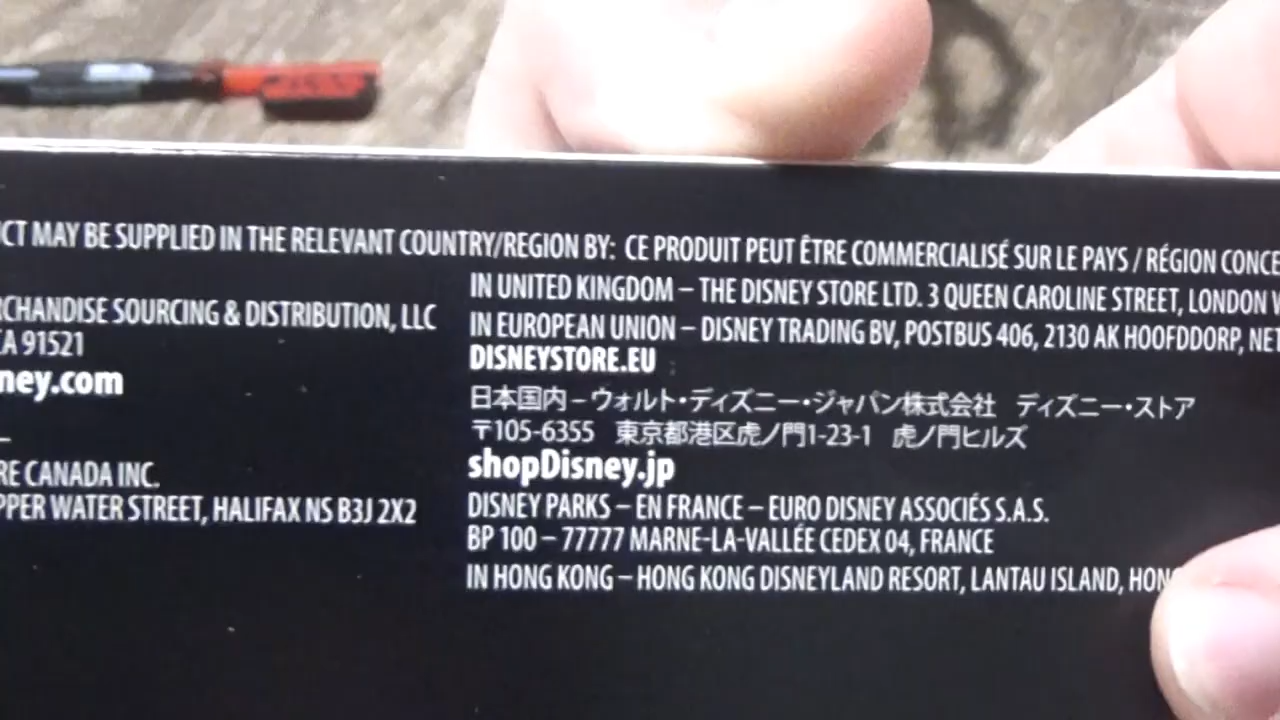 CT MAY BE SUPPLIED IN THE RELEVANT COUNTRY/REGION BY: CE PRODUIT PEUT ÊTRE COMMERCIALISÉ SUR LE PAYS / RÉGION CONCE
RCHANDISE SOURCING & DISTRIBUTION, LLC
CA 91521
ney.com
RE CANADA INC.
PPER WATER STREET, HALIFAX NS B3J 2X2
IN UNITED KINGDOM – THE DISNEY STORE LTD. 3 QUEEN CAROLINE STREET, LONDON
IN EUROPEAN UNION – DISNEY TRADING BV, POSTBUS 406, 2130 AK HOOFDDORP, NET
DISNEYSTORE.EU
日本国内 – ウォルト・ディズニー・ジャパン株式会社 ディズニー・ストア
〒105-6355 東京都港区虎ノ門1-23-1 虎ノ門ヒルズ
shopDisney.jp
DISNEY PARKS – EN FRANCE – EURO DISNEY ASSOCIÉS S.A.S.
BP 100 – 77777 MARNE-LA-VALLÉE CEDEX 04, FRANCE
IN HONG KONG – HONG KONG DISNEYLAND RESORT, LANTAU ISLAND, HON